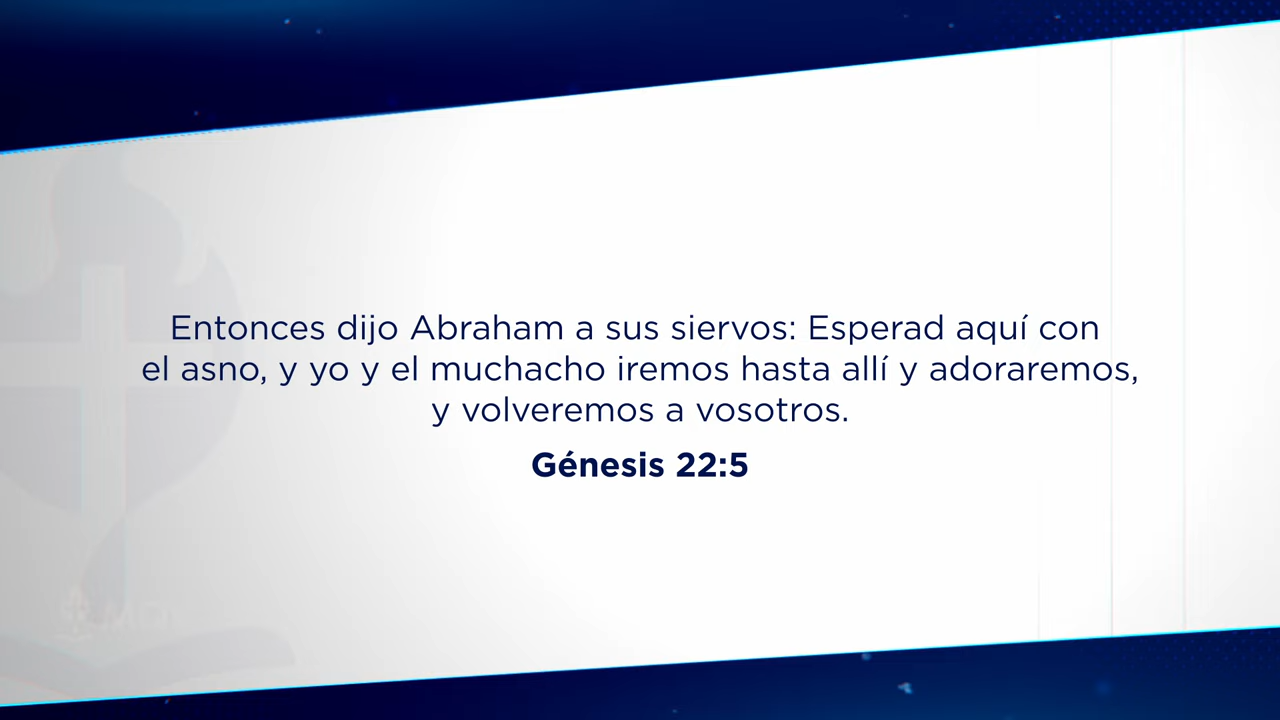 Entonces dijo Abraham a sus siervos: Esperad aquí con
el asno, y yo y el muchacho iremos hasta allí y adoraremos,
y volveremos a vosotros.
Génesis 22:5